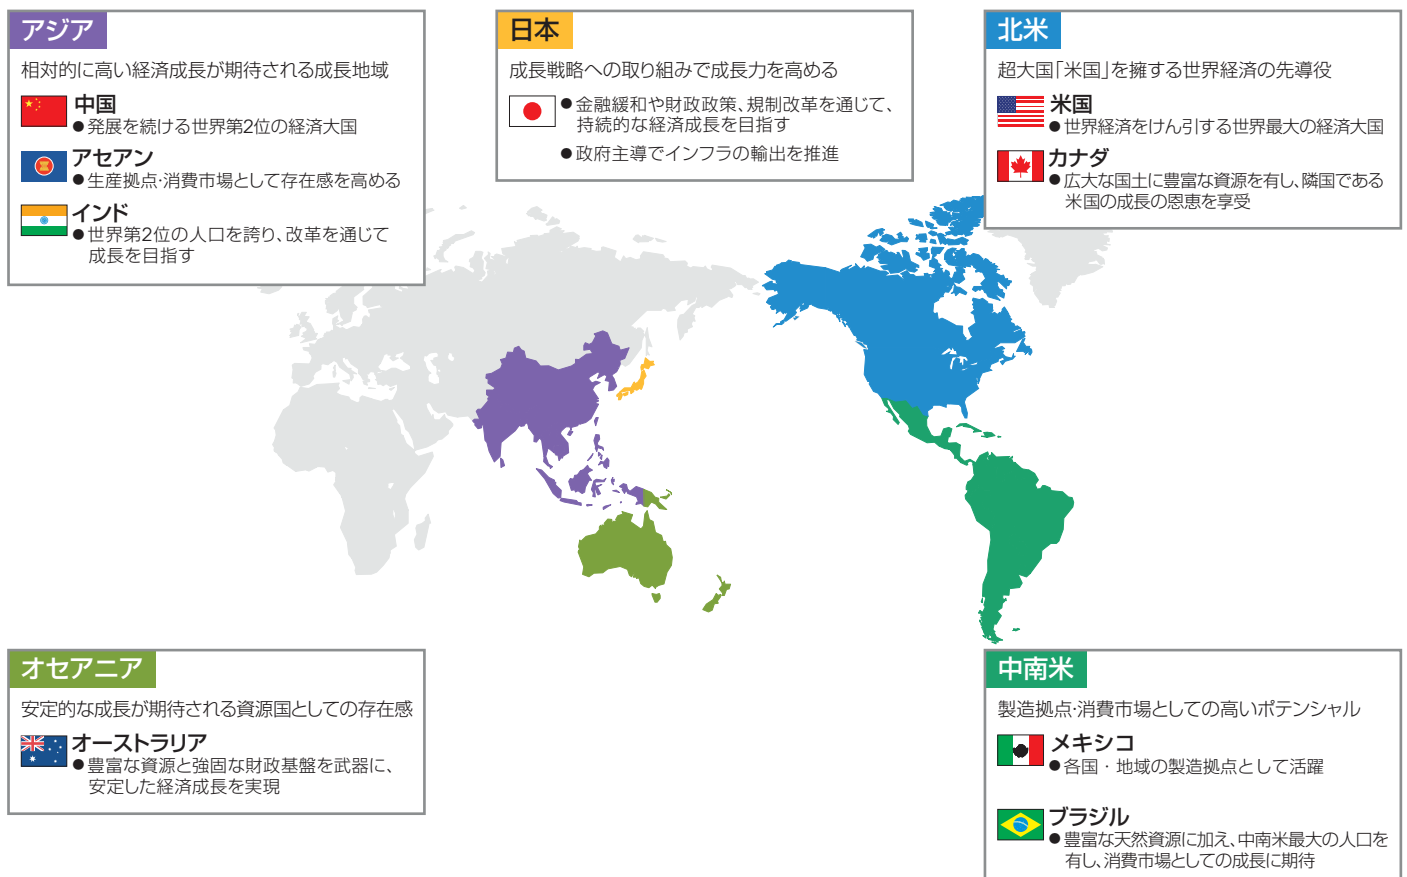 アジア
相対的に高い経済成長が期待される成長地域
中国
●発展を続ける世界第2位の経済大国
アセアン
●生産拠点・消費市場として存在感を高める
インド
●世界第2位の人口を誇り、改革を通じて
成長を目指す
日本
成長戦略への取り組みで成長力を高める
●金融緩和や財政政策、規制改革を通じて、
持続的な経済成長を目指す
●政府主導でインフラの輸出を推進
北米
超大国「米国」を擁する世界経済の先導役
米国
●世界経済をけん引する世界最大の経済大国
カナダ
●広大な国土に豊富な資源を有し、隣国である
米国の成長の恩恵を享受
オセアニア
安定的な成長が期待される資源国としての存在感
オーストラリア
●豊富な資源と強固な財政基盤を武器に、
安定した経済成長を実現
中南米
製造拠点・消費市場としての高いポテンシャル
メキシコ
●各国・地域の製造拠点として活躍
ブラジル
●豊富な天然資源に加え、中南米最大の人口を
有し、消費市場としての成長に期待